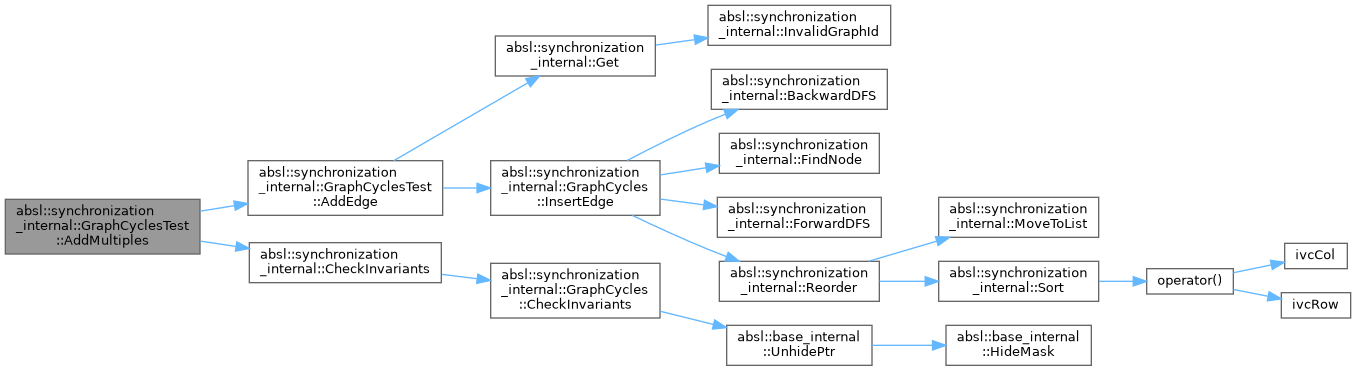 absl::synchronization
_internal::GraphCyclesTest
::AddMultiples
absl::synchronization
_internal::GraphCyclesTest
::AddEdge
absl::synchronization
_internal::CheckInvariants
absl::synchronization
_internal::Get
absl::synchronization
_internal::GraphCycles
::InsertEdge
absl::synchronization
_internal::GraphCycles
::CheckInvariants
absl::synchronization
_internal::InvalidGraphId
absl::synchronization
_internal::BackwardDFS
absl::synchronization
_internal::FindNode
absl::synchronization
_internal::ForwardDFS
absl::synchronization
_internal::Reorder
absl::base_internal
::UnhidePtr
absl::synchronization
_internal::MoveToList
absl::synchronization
_internal::Sort
absl::base_internal
::HideMask
operator()
ivcCol
ivcRow